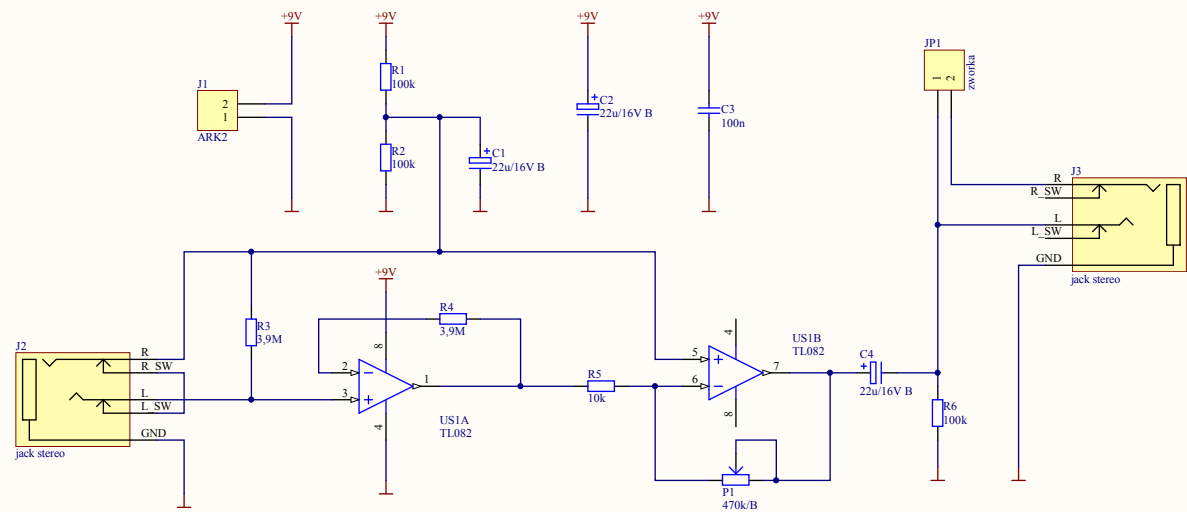 +9V
+9V
+9V
+9V
J1
2
1
ARK2
R1
100k
R2
100k
C1
22u/16V B
C2
22u/16V B
C3
100n
JP1
1
2
zworka
J3
R
R_SW
L
L_SW
GND
jack stereo
+9V
R3
3,9M
R4
3,9M
J2
R
R_SW
L
L_SW
GND
jack stereo
8
2
3
1
4
US1A
TL082
R5
10k
4
5
6
7
8
US1B
TL082
C4
22u/16V B
R6
100k
P1
470k/B